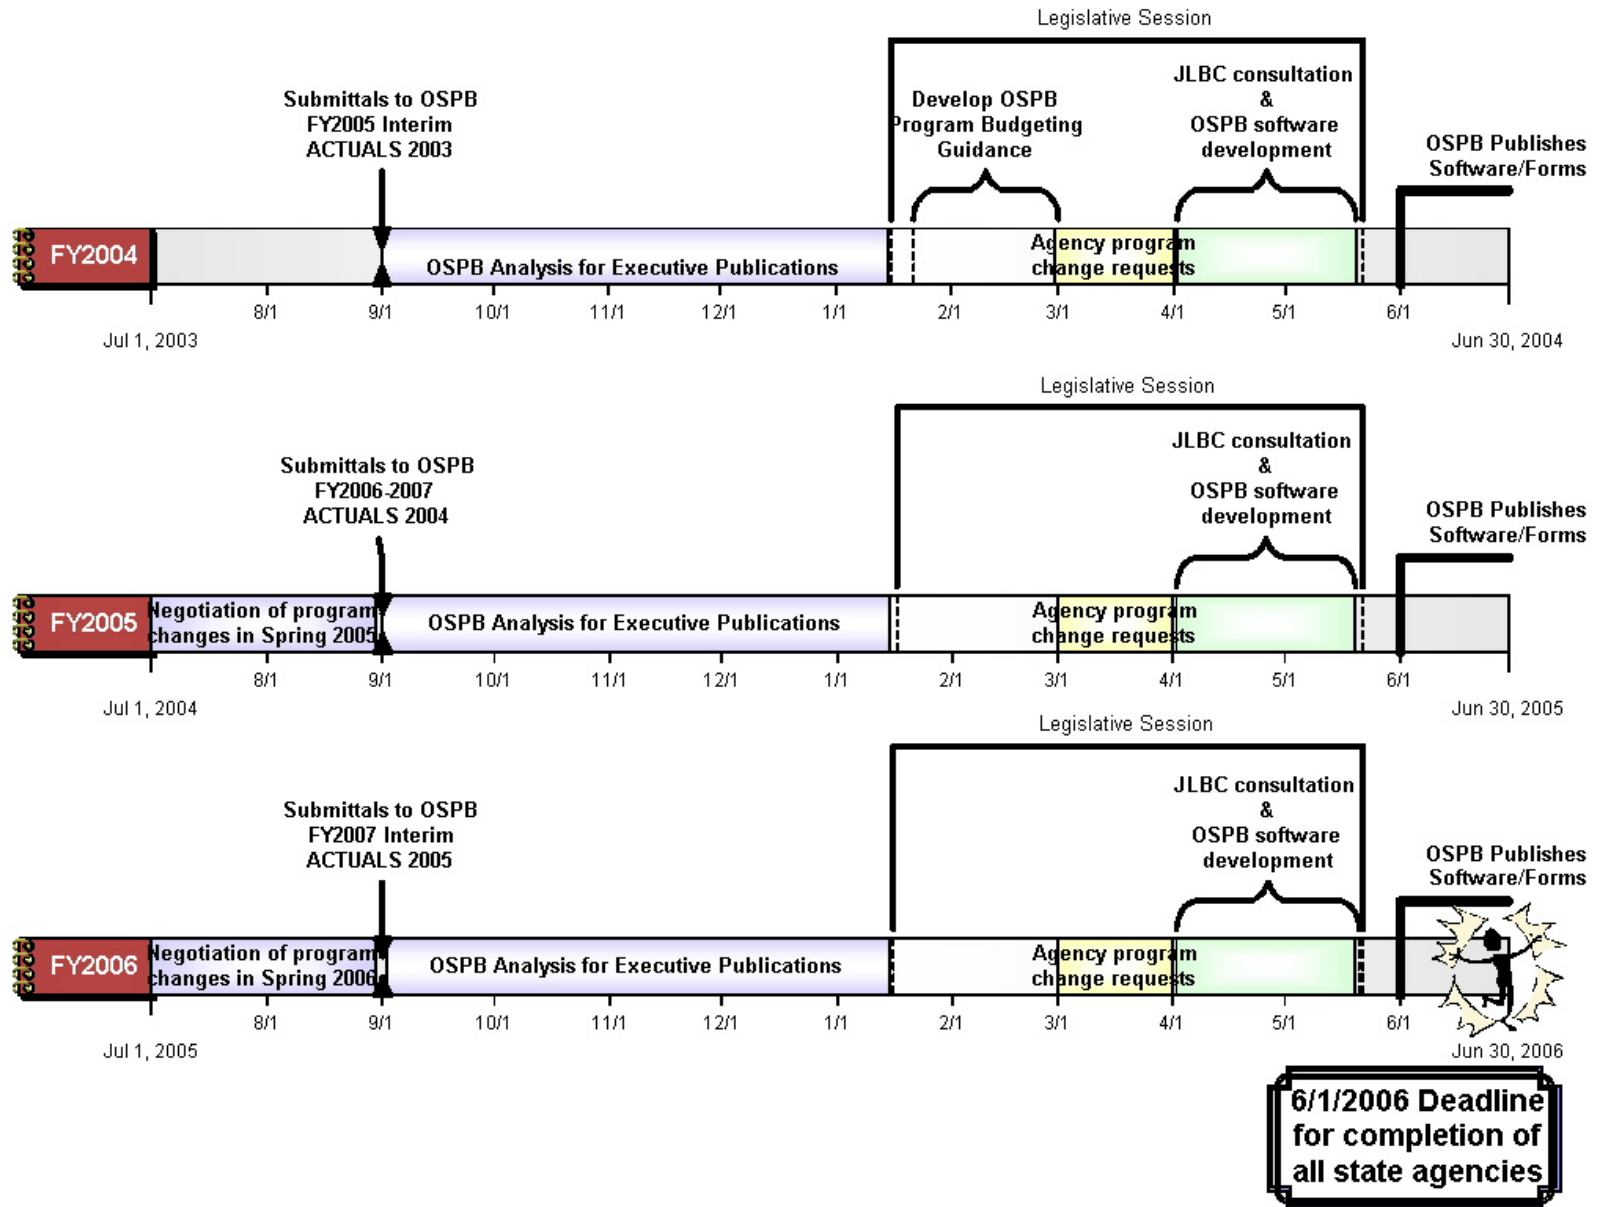 Legislative Session
Submittals to OSPB
FY2005 Interim
ACTUALS 2003
Develop OSPB
Program Budgeting
Guidance
JLBC consultation
&
OSPB software
development
OSPB Publishes
Software/Forms
FY2004
OSPB Analysis for Executive Publications
Agency program
change requests
8/1
9/1
10/1
11/1
12/1
1/1
2/1
3/1
4/1
5/1
6/1
Jul 1, 2003
Jun 30, 2004
Legislative Session
Submittals to OSPB
FY2006-2007
ACTUALS 2004
JLBC consultation
&
OSPB software
development
OSPB Publishes
Software/Forms
FY2005
Negotiation of program
changes in Spring 2005
OSPB Analysis for Executive Publications
Agency program
change requests
8/1
9/1
10/1
11/1
12/1
1/1
2/1
3/1
4/1
5/1
6/1
Jul 1, 2004
Jun 30, 2005
Legislative Session
Submittals to OSPB
FY2007 Interim
ACTUALS 2005
JLBC consultation
&
OSPB software
development
OSPB Publishes
Software/Forms
FY2006
Negotiation of program
changes in Spring 2006
OSPB Analysis for Executive Publications
Agency program
change requests
8/1
9/1
10/1
11/1
12/1
1/1
2/1
3/1
4/1
5/1
6/1
Jul 1, 2005
Jun 30, 2006
6/1/2006 Deadline
for completion of
all state agencies